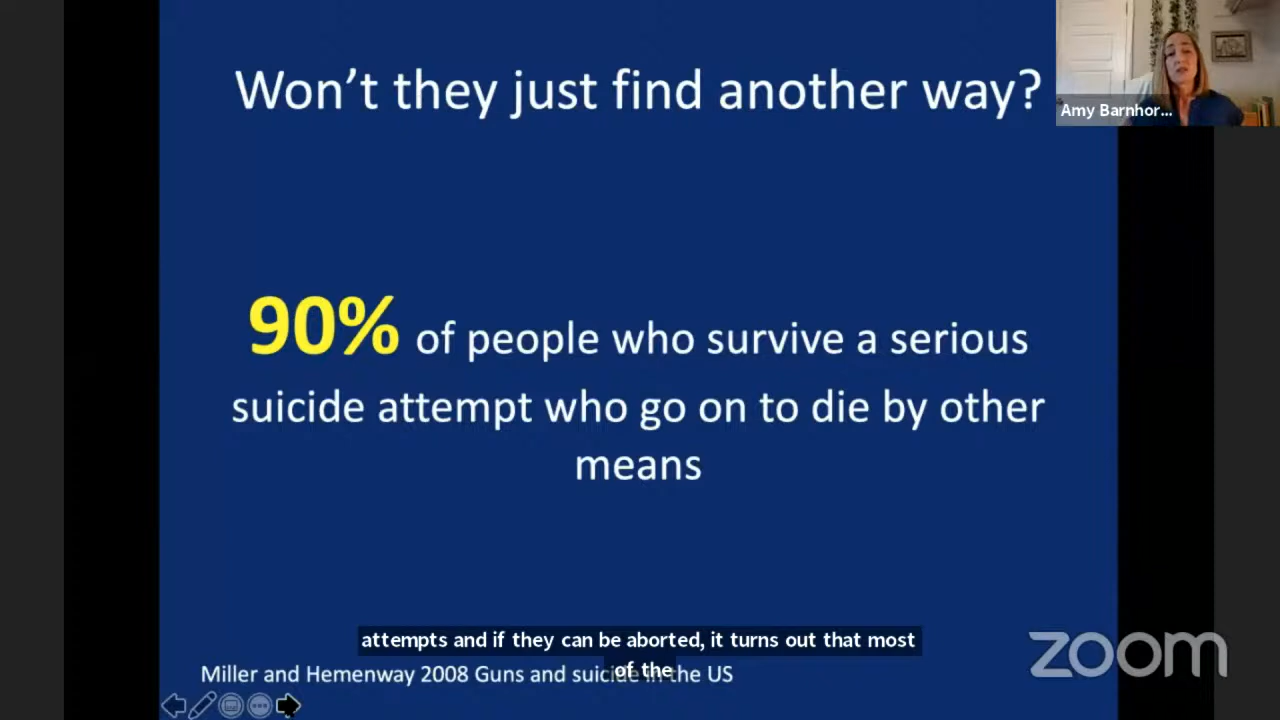 Won't they just find another way?
Amy Barnhor...
90% of people who survive a serious
suicide attempt who go on to die by other
means
attempts and if they can be aborted, it turns out that most
of the
Miller and Hemenway 2008 Guns and suicide in the US
zoom